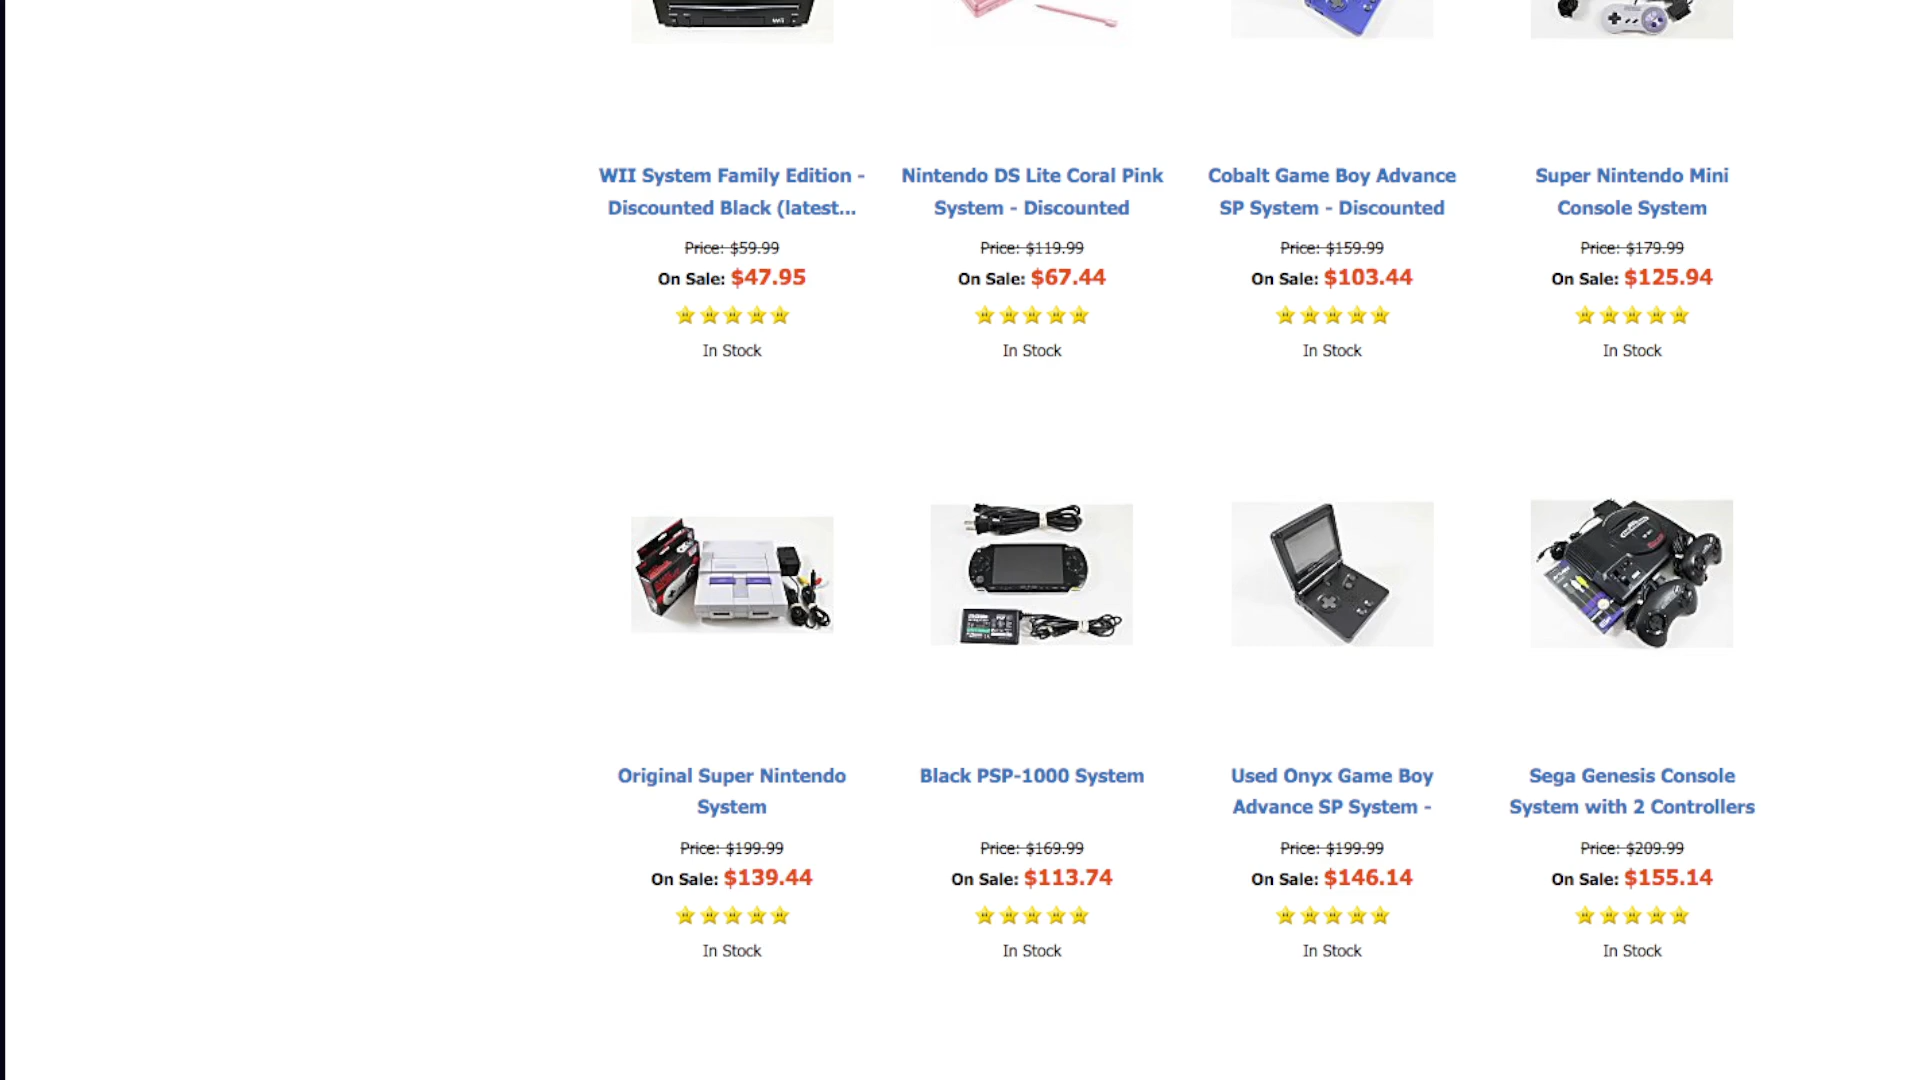 Wii
WII System Family Edition -
Discounted Black (latest...
Price: $59.99
On Sale: $47.95
In Stock
Nintendo DS Lite Coral Pink
System - Discounted
Price: $119.99
On Sale: $67.44
In Stock
Cobalt Game Boy Advance
SP System - Discounted
Price: $159.99
On Sale: $103.44
In Stock
Super Nintendo Mini
Console System
Price: $179.99
On Sale: $125.94
In Stock
Original Super Nintendo
System
Price: $199.99
On Sale: $139.44
In Stock
Black PSP-1000 System
Price: $169.99
On Sale: $113.74
In Stock
Used Onyx Game Boy
Advance SP System -
Price: $199.99
On Sale: $146.14
In Stock
Sega Genesis Console
System with 2 Controllers
Price: $209.99
On Sale: $155.14
In Stock